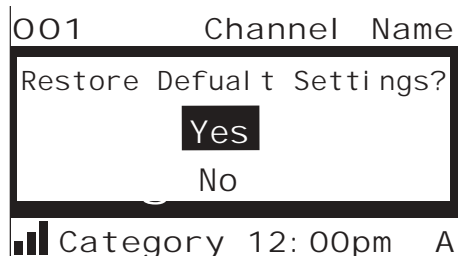 001 Channel Name
Restore Defualt Settings?
Yes
No
Category 12:00pm A